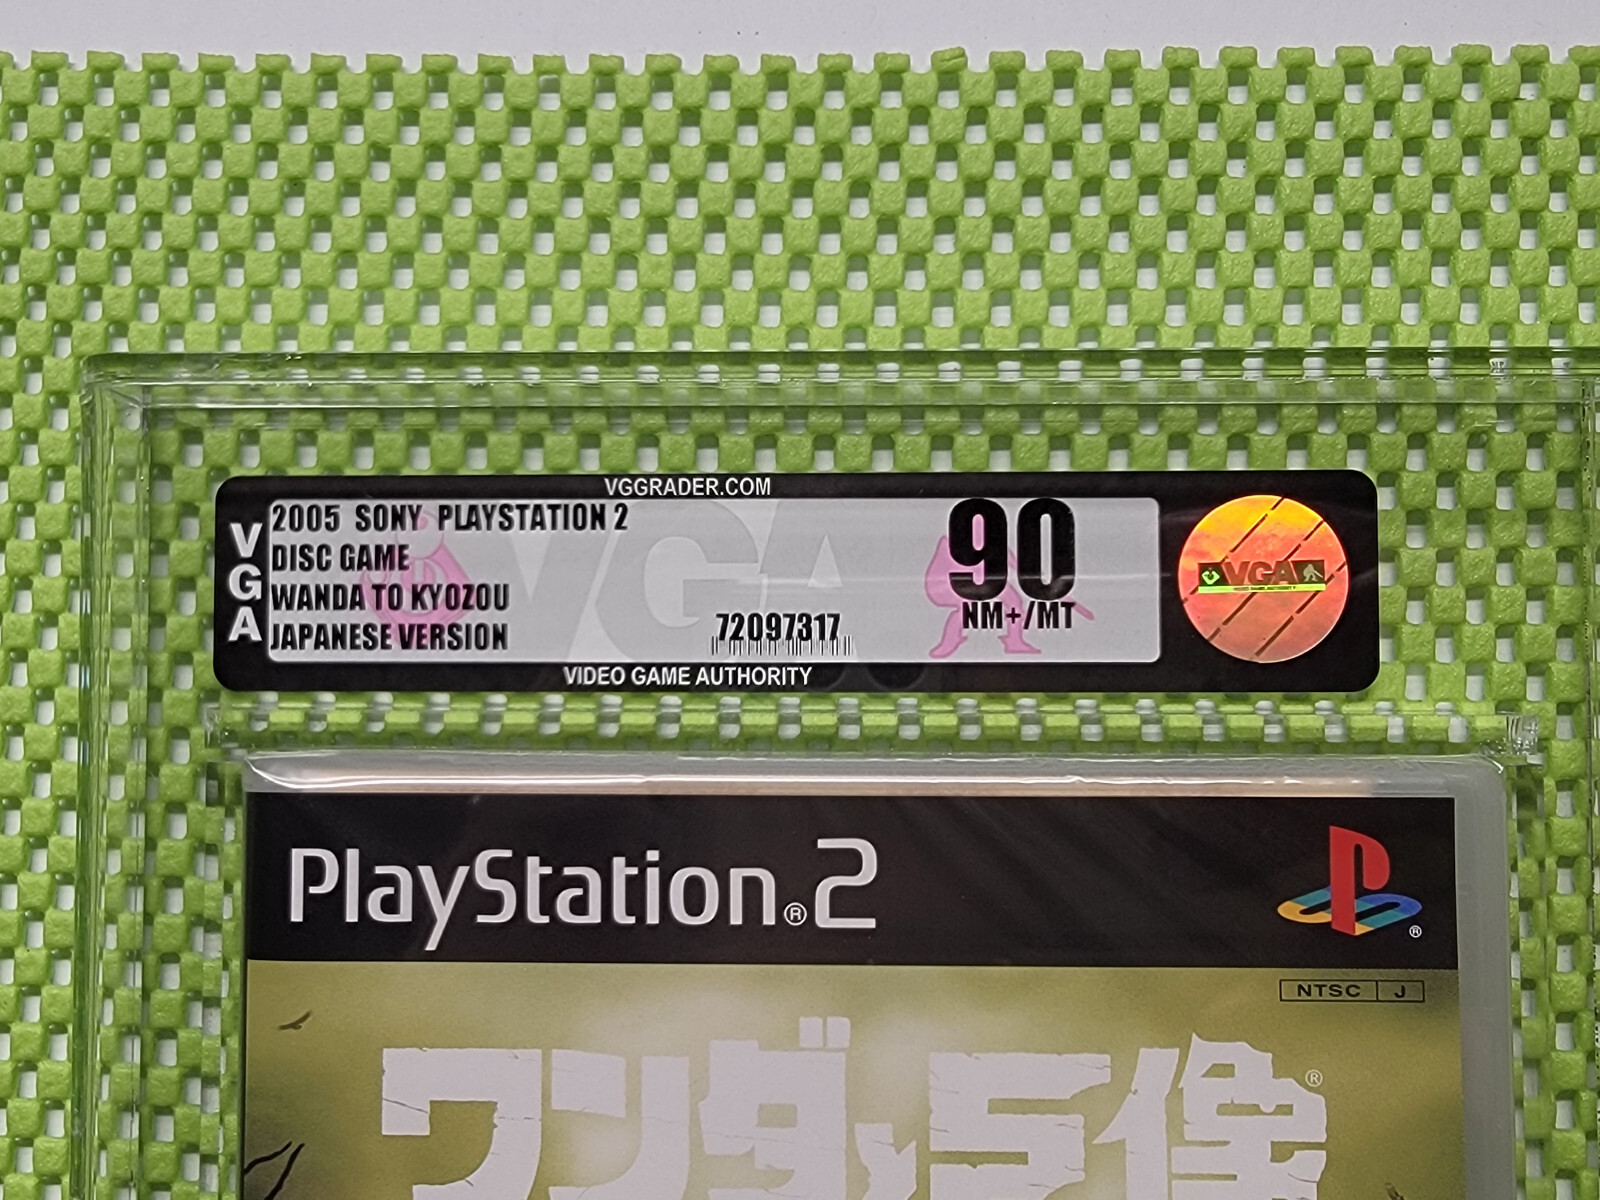 VGGRADER.COM
VGA
2005 SONY PLAYSTATION 2
DISC GAME
WANDA TO KYOZOU
JAPANESE VERSION
72097317
90
NM+/MT
VGA
VIDEO GAME AUTHORITY
PlayStation®2
®
NTSC J
ワンダと巨像®